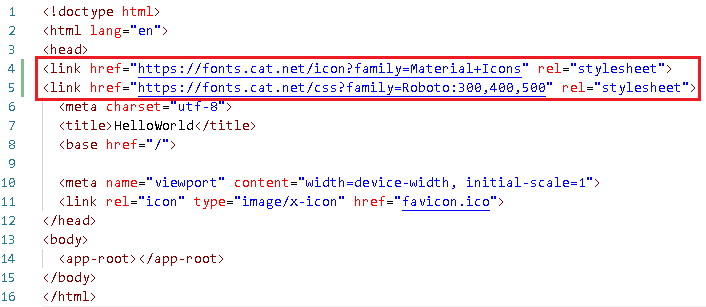 1 <!doctype html>
2 <html lang="en">
3 <head>
4 <link href="https://fonts.cat.net/icon?family=Material+Icons" rel="stylesheet">
5 <link href="https://fonts.cat.net/css?family=Roboto:300,400,500" rel="stylesheet">
6   <meta charset="utf-8">
7   <title>HelloWorld</title>
8   <base href="/">
9
10   <meta name="viewport" content="width=device-width, initial-scale=1">
11   <link rel="icon" type="image/x-icon" href="favicon.ico">
12 </head>
13 <body>
14   <app-root></app-root>
15 </body>
16 </html>